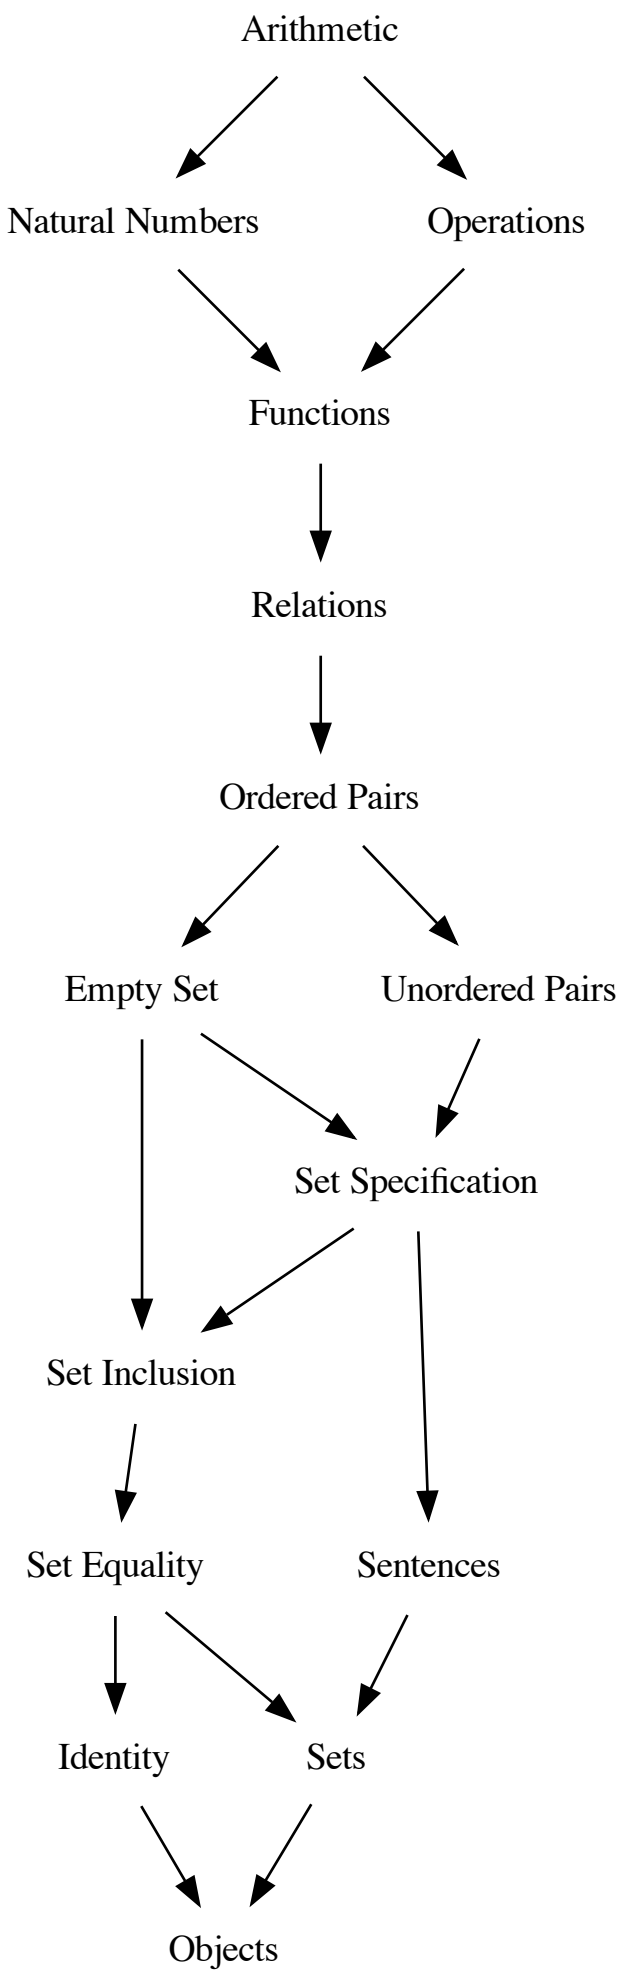 Arithmetic
Natural Numbers
Operations
Functions
Relations
Ordered Pairs
Empty Set
Unordered Pairs
Set Specification
Set Inclusion
Set Equality
Sentences
Identity
Sets
Objects